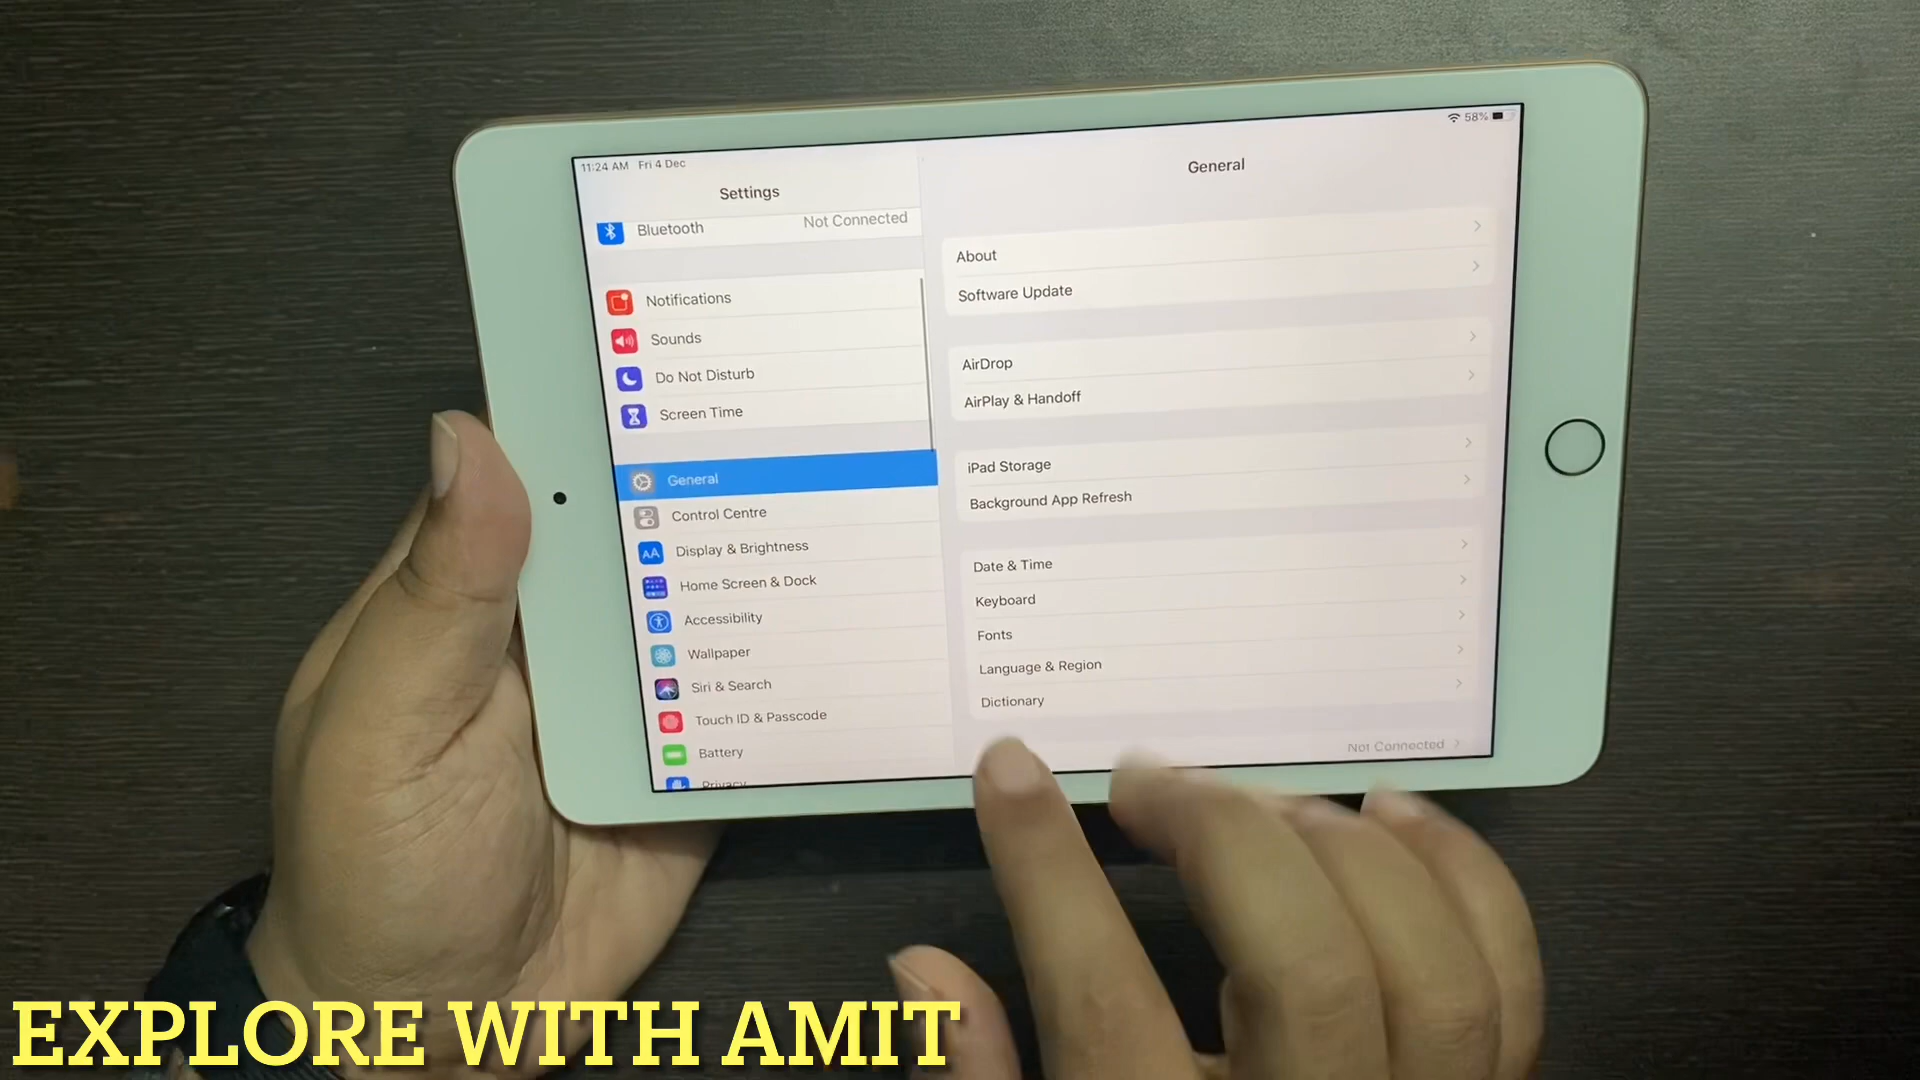 11:24 AM Fri 4 Dec
58%
Settings
Bluetooth Not Connected
Notifications
Sounds
Do Not Disturb
Screen Time
General
Control Centre
Display & Brightness
Home Screen & Dock
Accessibility
Wallpaper
Siri & Search
Touch ID & Passcode
Battery
Privacy
General
About
Software Update
AirDrop
AirPlay & Handoff
iPad Storage
Background App Refresh
Date & Time
Keyboard
Fonts
Language & Region
Dictionary
Not Connected
EXPLORE WITH AMIT